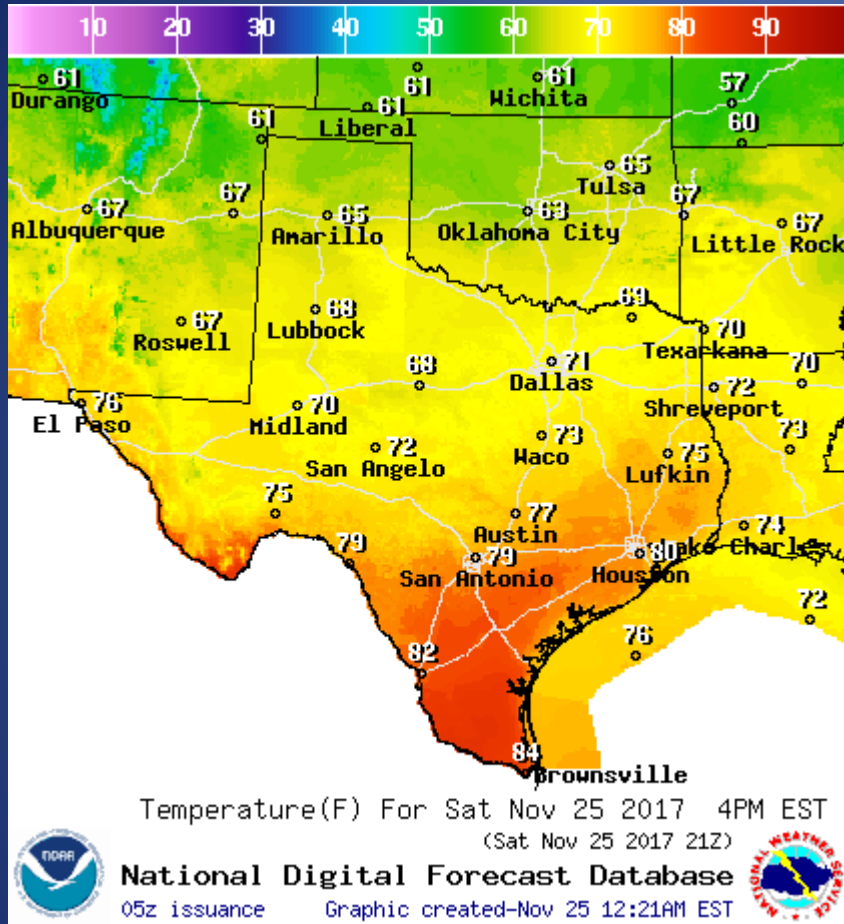 10 20 30 40 50 60 70 80 90
61 61 61
Durango Wichita
61 57
Liberal
61 60
65
Tulsa
67 67 65 63 67 67
Albuquerque Amarillo Oklahoma City Little Rock
67 68 69
Roswell Lubbock
70
Texarkana
68 71 70
Dallas
76 70 72
El Paso Midland Shreveport
72 73 75 73
San Angelo Waco Lufkin
75 77 74
Austin
79 79 80 Lake Charles
San Antonio Houston
72
82 76
84
Brownsville
Temperature(F) For Sat Nov 25 2017 4PM EST
(Sat Nov 25 2017 21Z)
NOAA
National Digital Forecast Database
05z issuance Graphic created-Nov 25 12:21AM EST
NATIONAL WEATHER SERVICE